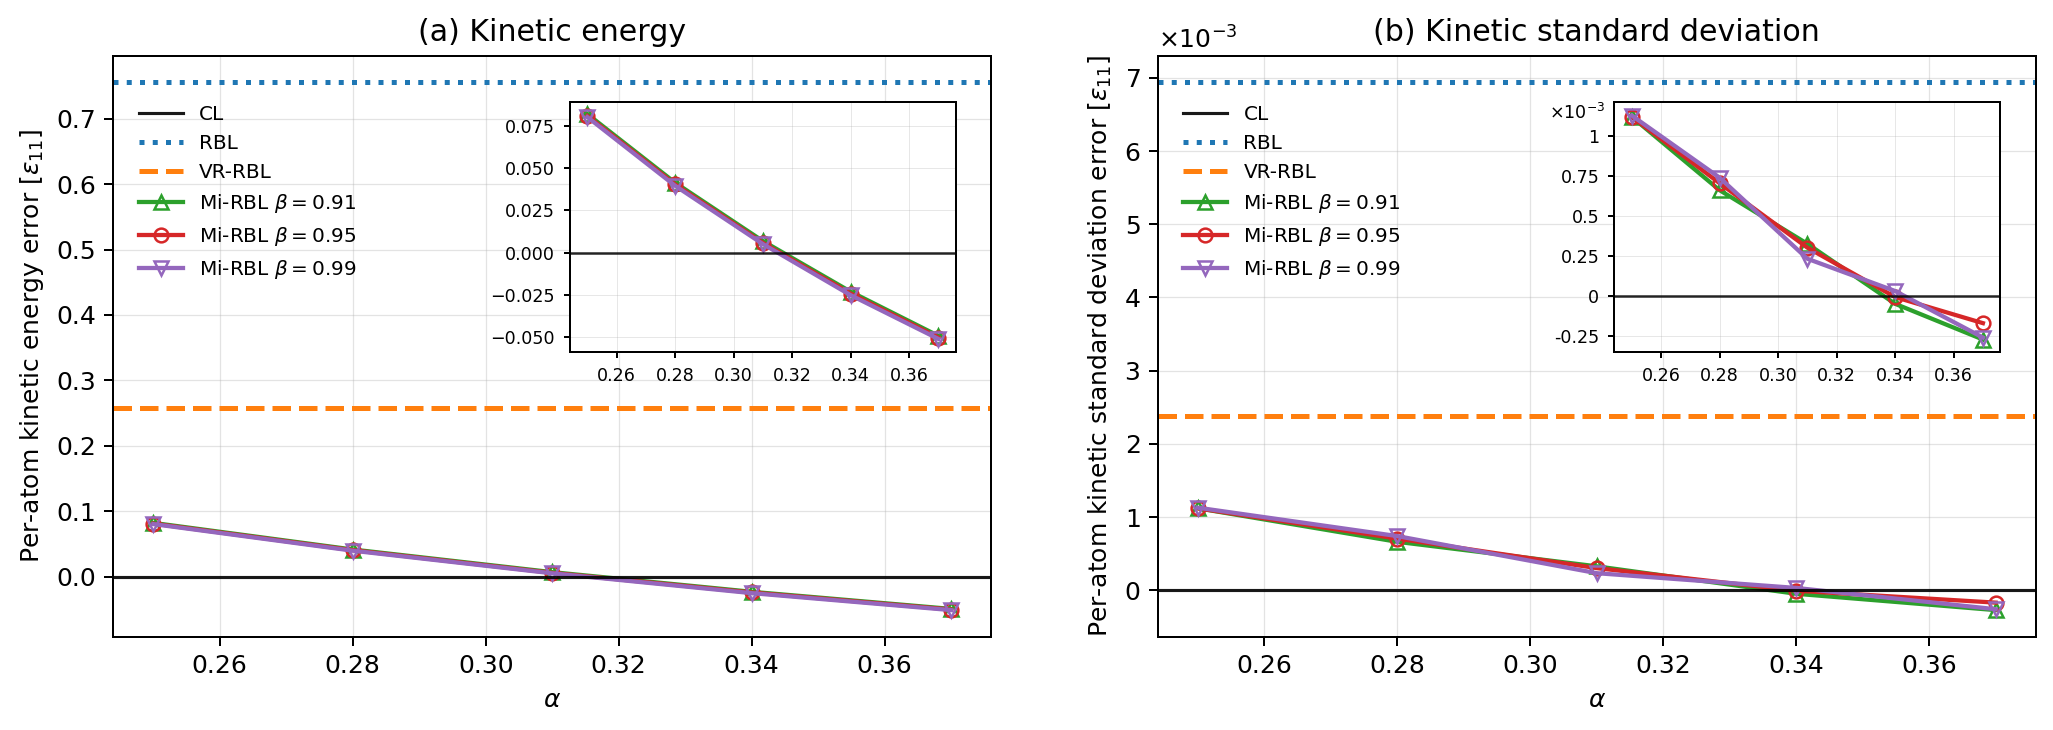 (a) Kinetic energy
Per-atom kinetic energy error [ε₁₁]
0.7
0.6
0.5
0.4
0.3
0.2
0.1
0.0
CL
RBL
VR-RBL
Mi-RBL β = 0.91
Mi-RBL β = 0.95
Mi-RBL β = 0.99
0.075
0.050
0.025
0.000
−0.025
−0.050
0.26 0.28 0.30 0.32 0.34 0.36
0.26 0.28 0.30 0.32 0.34 0.36
α
(b) Kinetic standard deviation
×10⁻³
Per-atom kinetic standard deviation error [ε₁₁]
7
6
5
4
3
2
1
0
CL
RBL
VR-RBL
Mi-RBL β = 0.91
Mi-RBL β = 0.95
Mi-RBL β = 0.99
×10⁻³
1
0.75
0.5
0.25
0
-0.25
0.26 0.28 0.30 0.32 0.34 0.36
0.26 0.28 0.30 0.32 0.34 0.36
α